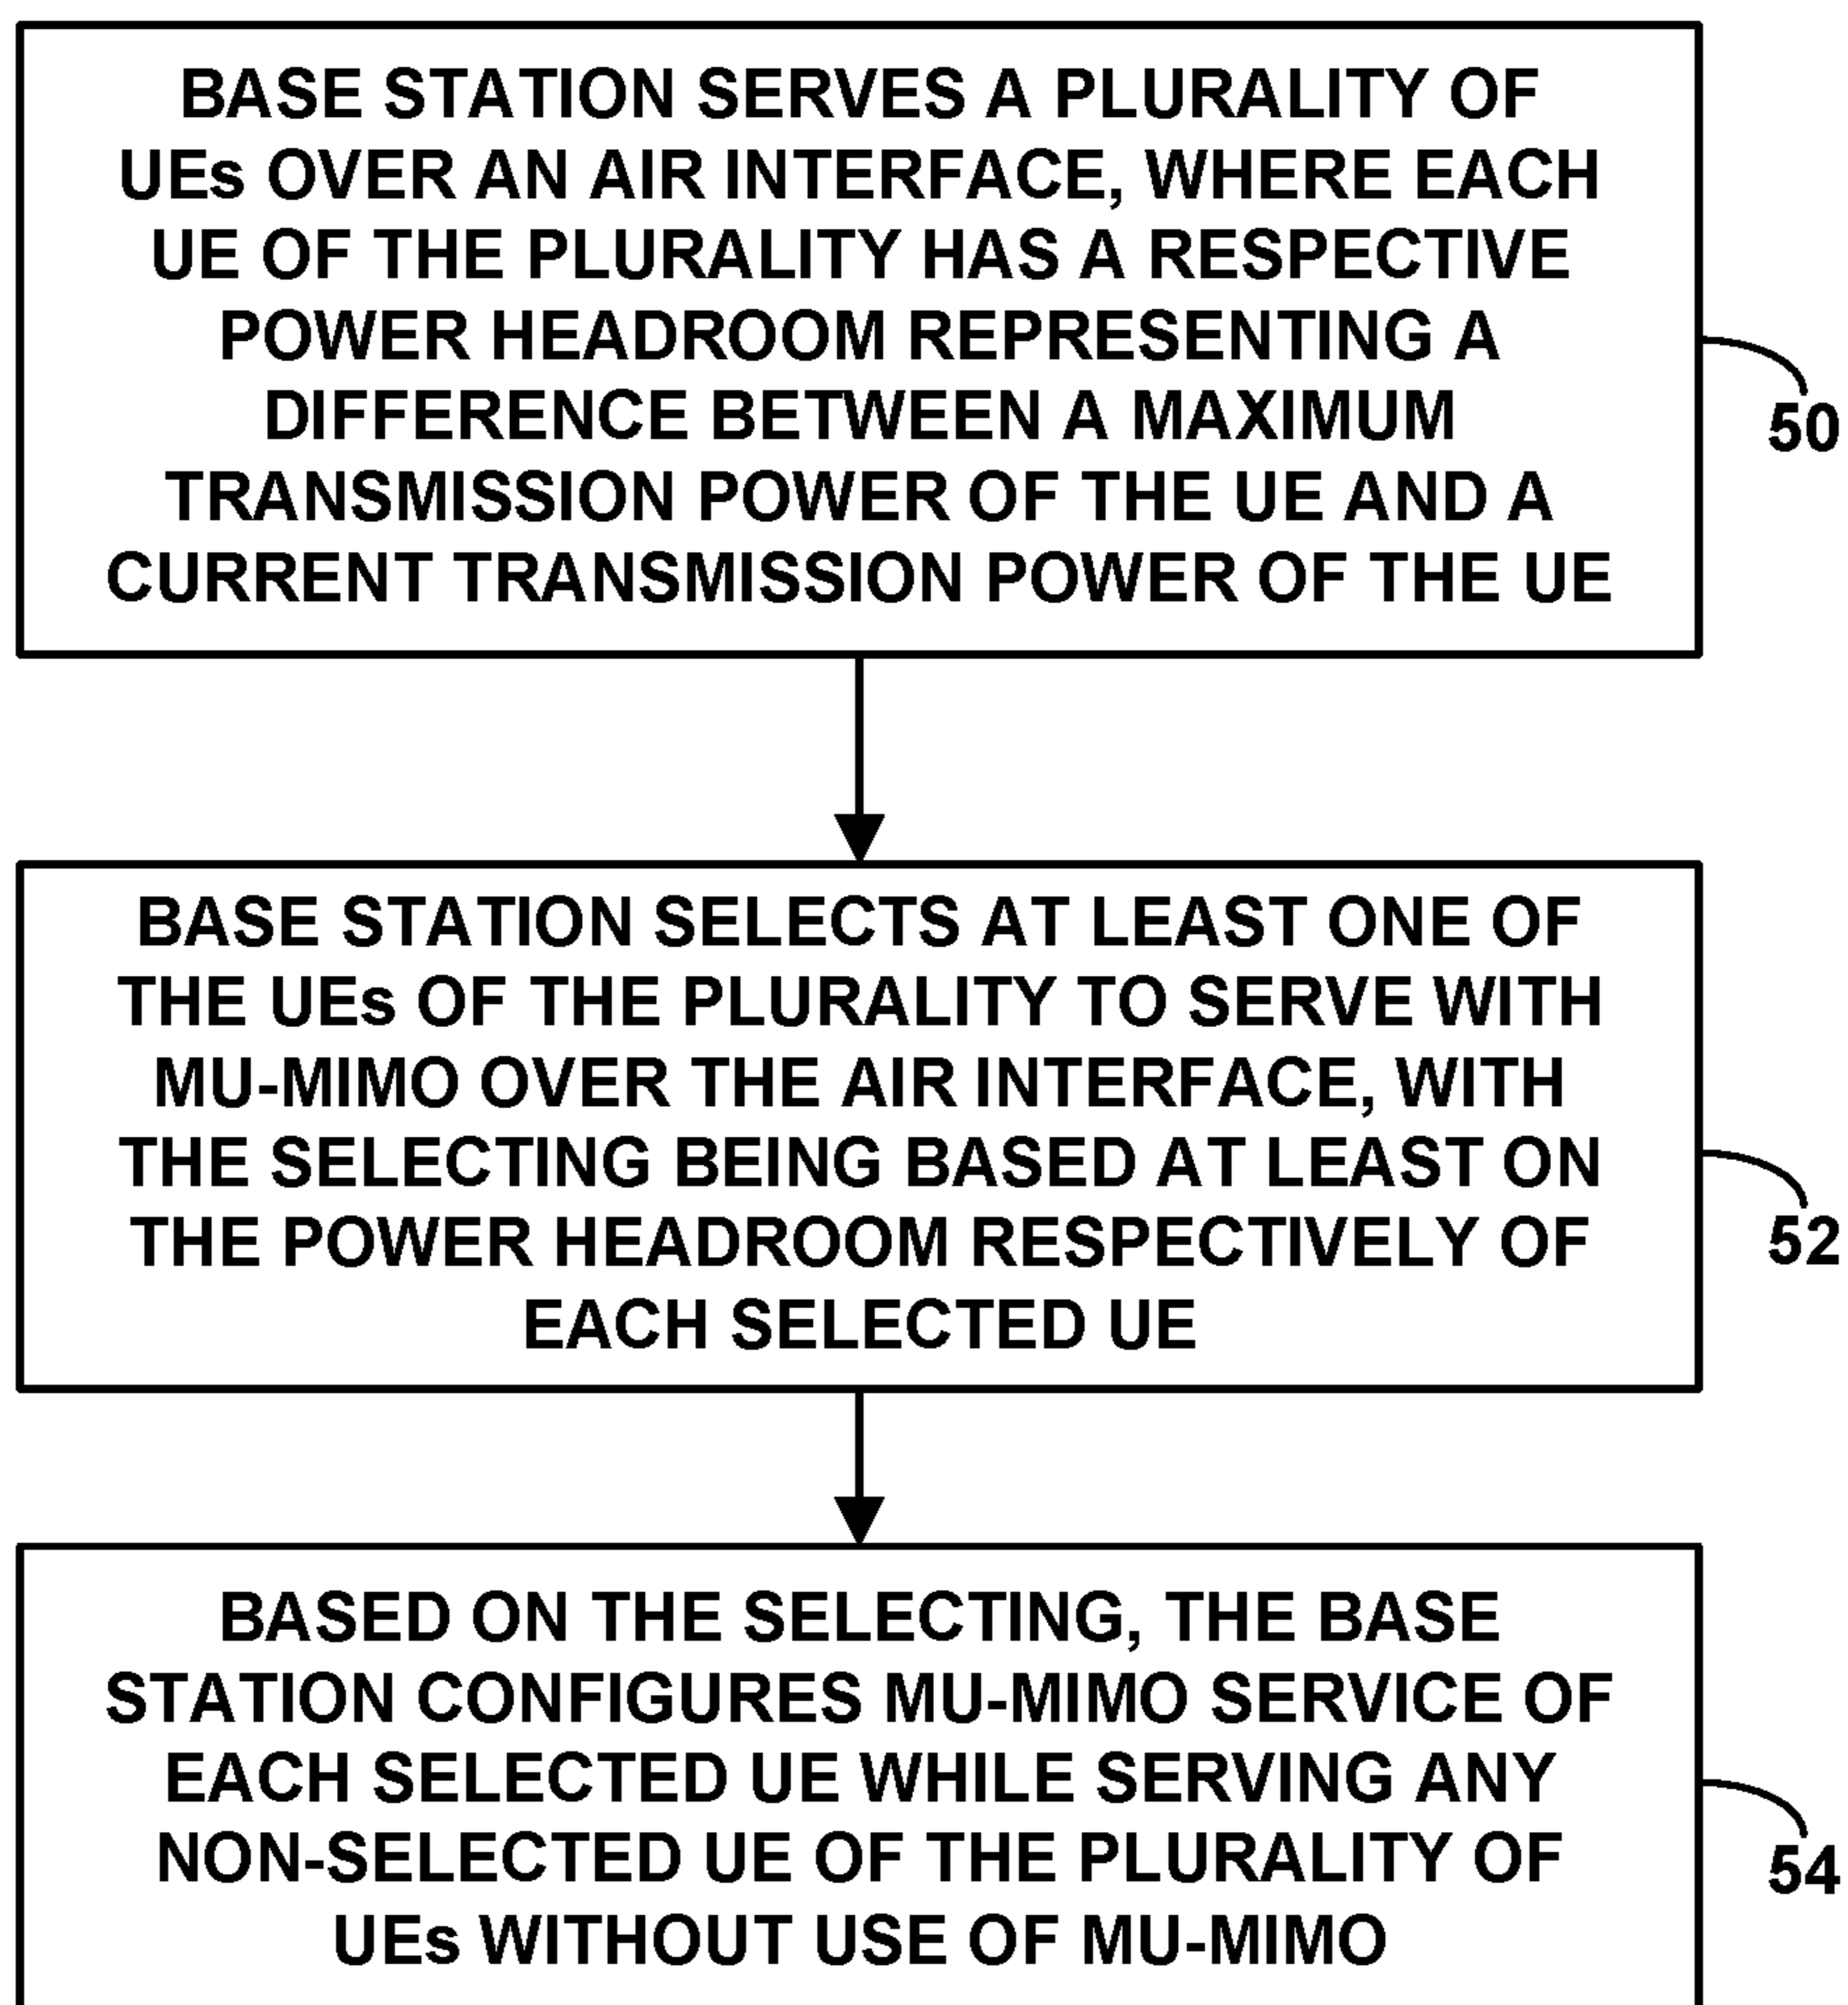 BASE STATION SERVES A PLURALITY OF
UEs OVER AN AIR INTERFACE, WHERE EACH
UE OF THE PLURALITY HAS A RESPECTIVE
POWER HEADROOM REPRESENTING A
DIFFERENCE BETWEEN A MAXIMUM
TRANSMISSION POWER OF THE UE AND A
CURRENT TRANSMISSION POWER OF THE UE
50
BASE STATION SELECTS AT LEAST ONE OF
THE UEs OF THE PLURALITY TO SERVE WITH
MU-MIMO OVER THE AIR INTERFACE, WITH
THE SELECTING BEING BASED AT LEAST ON
THE POWER HEADROOM RESPECTIVELY OF
EACH SELECTED UE
52
BASED ON THE SELECTING, THE BASE
STATION CONFIGURES MU-MIMO SERVICE OF
EACH SELECTED UE WHILE SERVING ANY
NON-SELECTED UE OF THE PLURALITY OF
UEs WITHOUT USE OF MU-MIMO
54